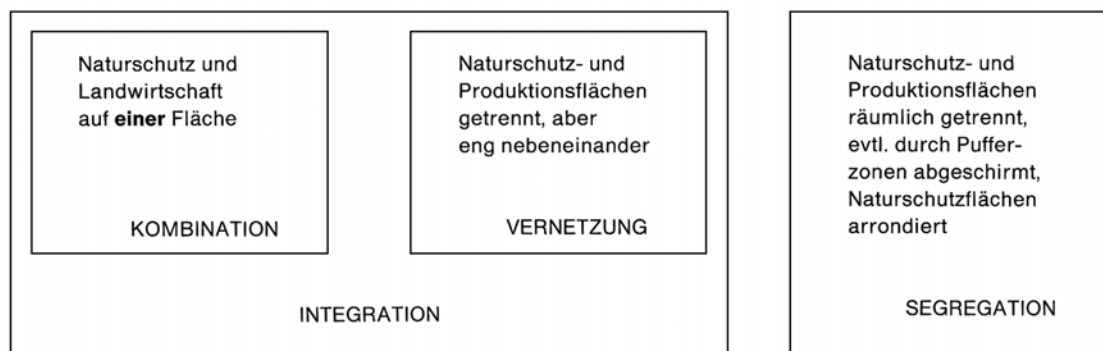 Naturschutz und
Landwirtschaft
auf einer Fläche
KOMBINATION
Naturschutz- und
Produktionsflächen
getrennt, aber
eng nebeneinander
VERNETZUNG
INTEGRATION
Naturschutz- und
Produktionsflächen
räumlich getrennt,
evtl. durch Puffer-
zonen abgeschirmt,
Naturschutzflächen
arrondiert
SEGREGATION